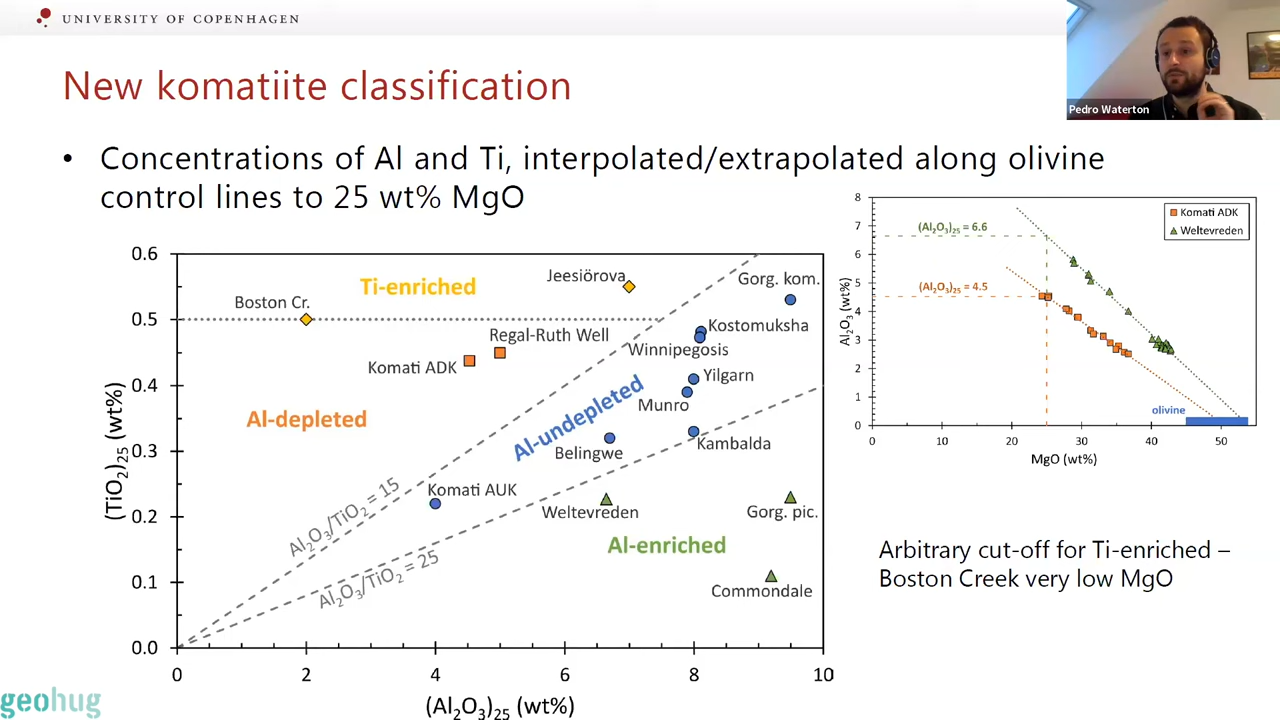 UNIVERSITY OF COPENHAGEN
Pedro Waterton
New komatiite classification
• Concentrations of Al and Ti, interpolated/extrapolated along olivine
control lines to 25 wt% MgO
(TiO₂)₂₅ (wt%)
0.6
0.5
0.4
0.3
0.2
0.1
0.0
Ti-enriched
Boston Cr.
Jeesiörova
Gorg. kom.
Regal-Ruth Well
Kostomuksha
Winnipegosis
Komati ADK
Yilgarn
Munro
Al-depleted
Al-undepleted
Kambalda
Belingwe
Komati AUK
Weltevreden
Gorg. pic.
Al₂O₃/TiO₂ = 15
Al₂O₃/TiO₂ = 25
Al-enriched
Commondale
0 2 4 6 8 10
(Al₂O₃)₂₅ (wt%)
Al₂O₃ (wt%)
8
7
6
5
4
3
2
1
0
Komati ADK
Weltevreden
(Al₂O₃)₂₅ = 6.6
(Al₂O₃)₂₅ = 4.5
olivine
0 10 20 30 40 50
MgO (wt%)
Arbitrary cut-off for Ti-enriched –
Boston Creek very low MgO
geohug